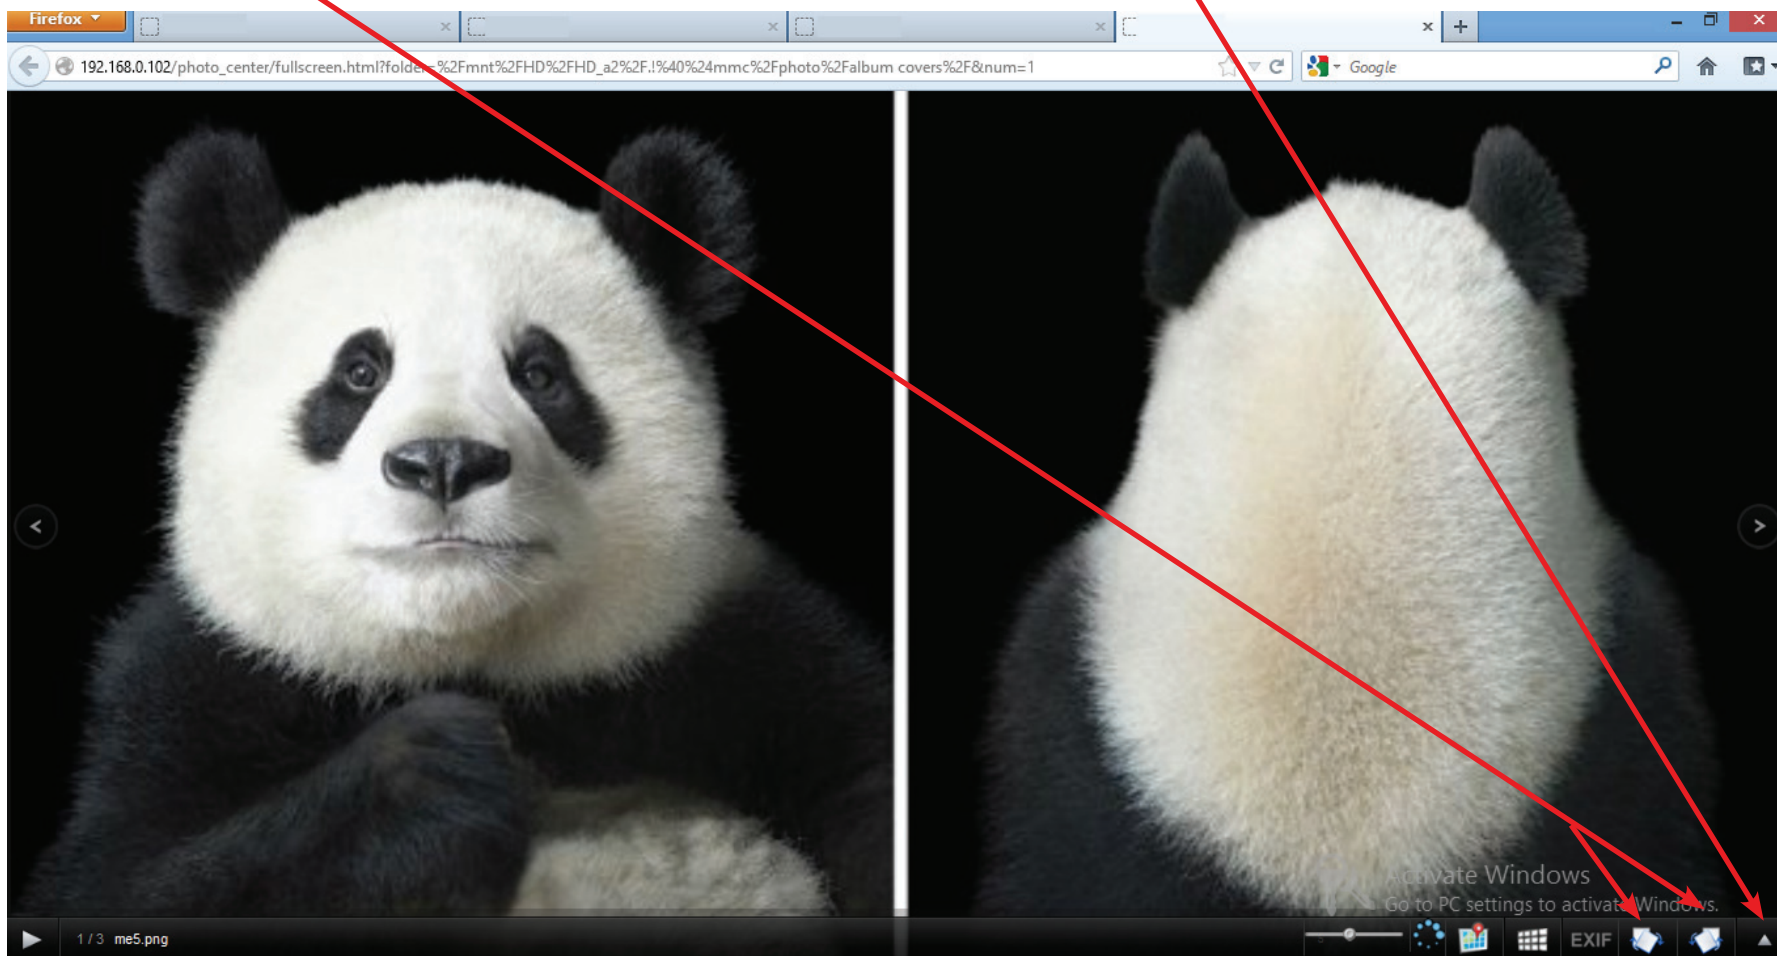 Firefox
192.168.0.102/photo_center/fullscreen.html?folder=%2Fmnt%2FHD%2FHD_a2%2F.!%40%24mmc%2Fphoto%2Falbum covers%2F&num=1
Google
Activate Windows
Go to PC settings to activate Windows.
1 / 3 me5.png
5
EXIF